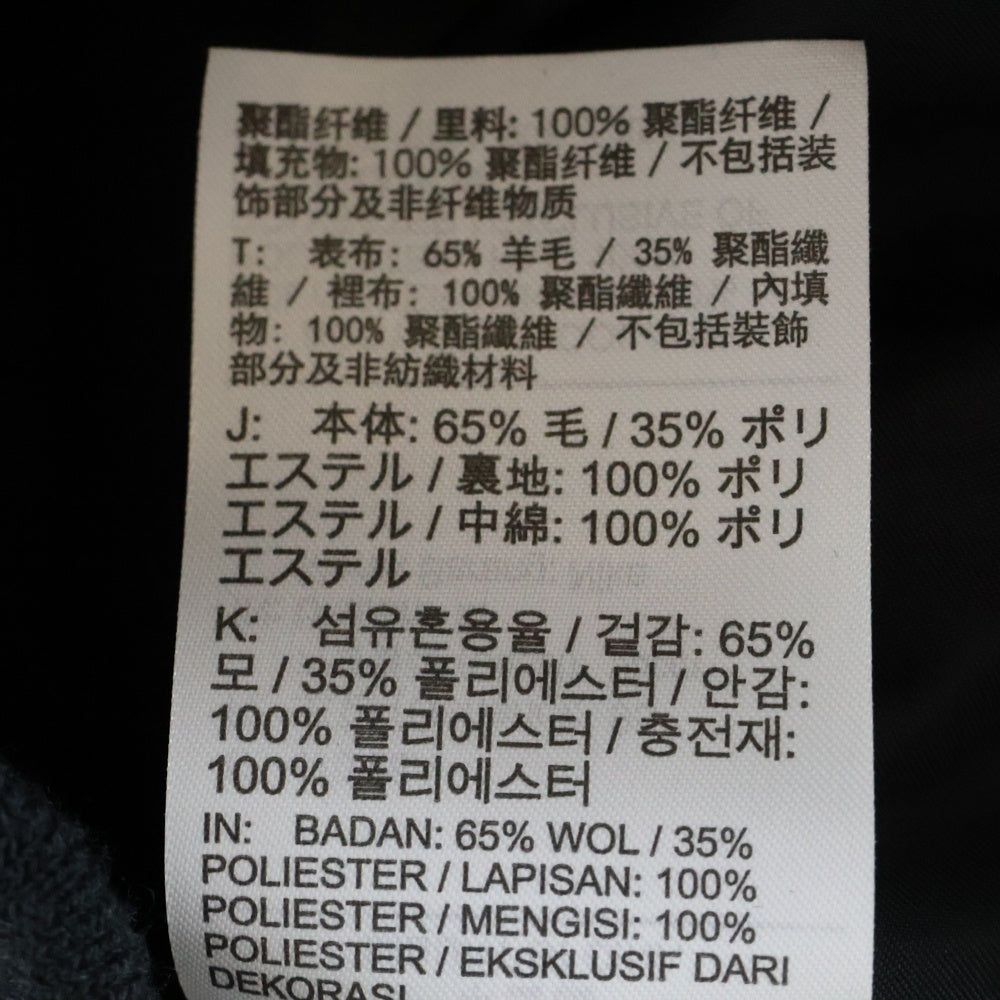 聚酯纤维 / 里料: 100% 聚酯纤维 /
填充物: 100% 聚酯纤维 / 不包括装
饰部分及非纤维物质
T: 表布: 65% 羊毛 / 35% 聚酯纖
維 / 裡布: 100% 聚酯纖維 / 內填
物: 100% 聚酯纖維 / 不包括裝飾
部分及非紡織材料
J: 本体: 65% 毛 / 35% ポリ
エステル / 裏地: 100% ポリ
エステル / 中綿: 100% ポリ
エステル
K: 섬유혼용율 / 겉감: 65%
모 / 35% 폴리에스터 / 안감:
100% 폴리에스터 / 충전재:
100% 폴리에스터
IN: BADAN: 65% WOL / 35%
POLIESTER / LAPISAN: 100%
POLIESTER / MENGISI: 100%
POLIESTER / EKSKLUSIF DARI
DEKORASI